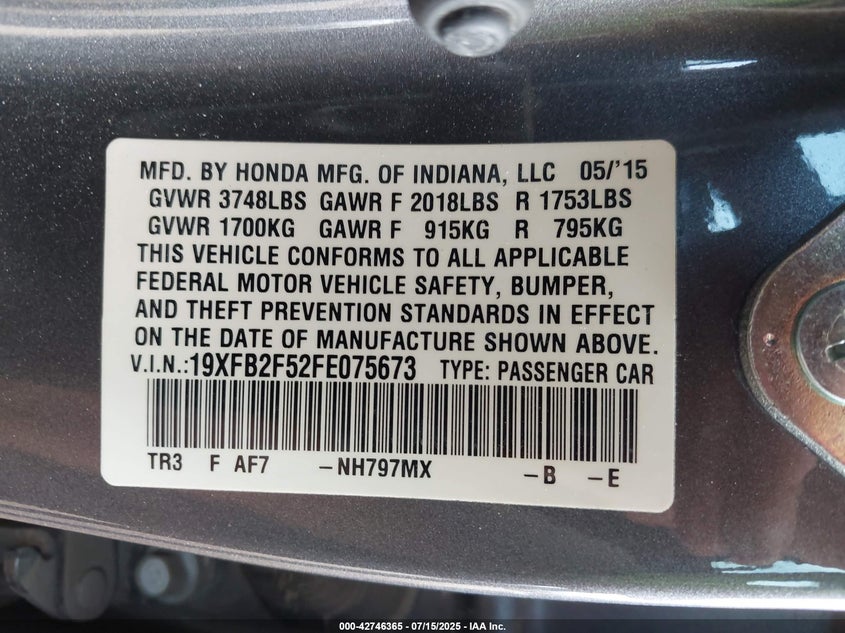 MFD. BY HONDA MFG. OF INDIANA, LLC 05/'15
GVWR 3748LBS GAWR F 2018LBS R 1753LBS
GVWR 1700KG GAWR F 915KG R 795KG
THIS VEHICLE CONFORMS TO ALL APPLICABLE
FEDERAL MOTOR VEHICLE SAFETY, BUMPER,
AND THEFT PREVENTION STANDARDS IN EFFECT
ON THE DATE OF MANUFACTURE SHOWN ABOVE.
V.I.N.:19XFB2F52FE075673 TYPE: PASSENGER CAR
TR3 F AF7 -NH797MX -B -E
000-42746365 - 07/15/2025 - IAA Inc.